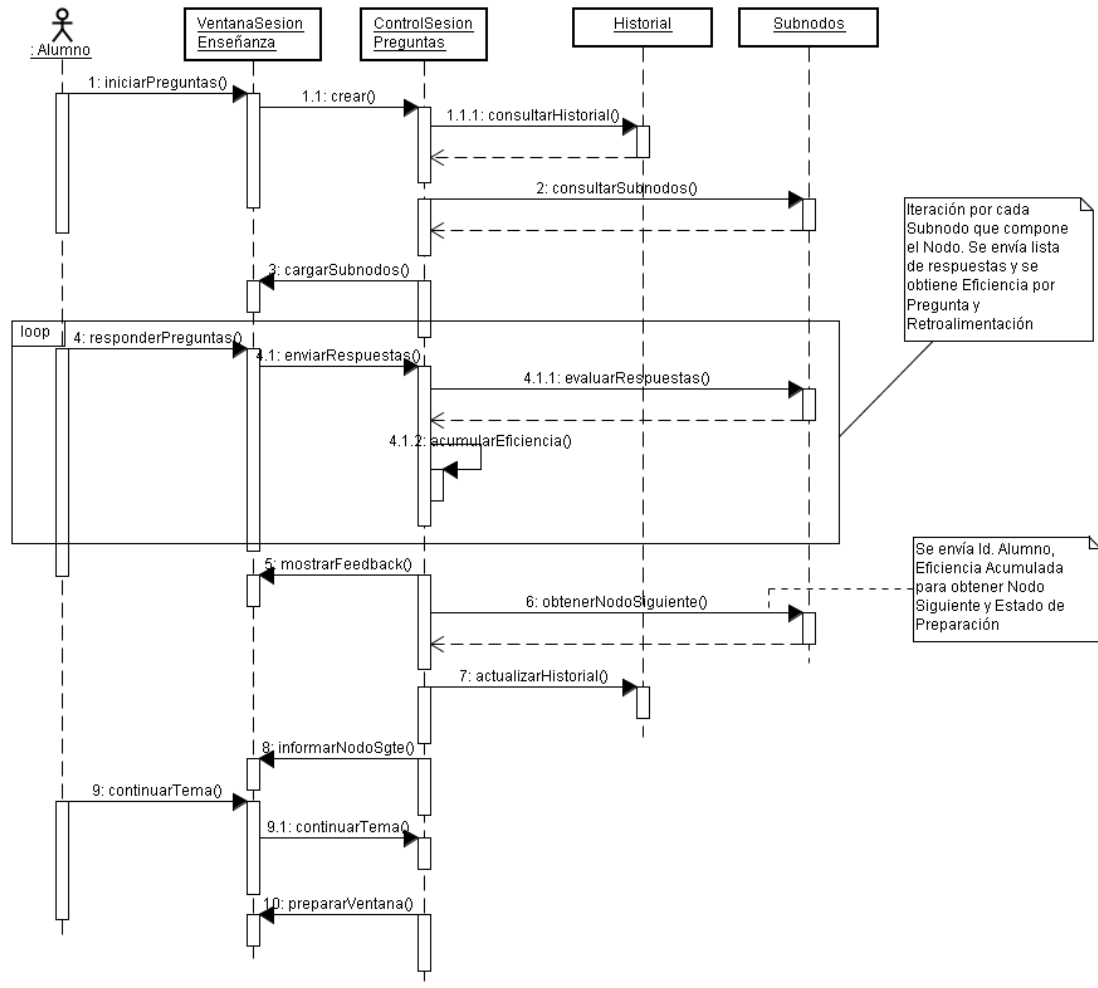 : Alumno
VentanaSesion
Enseñanza
ControlSesion
Preguntas
Historial
Subnodos
1: iniciarPreguntas()
1.1: crear()
1.1.1: consultarHistorial()
2: consultarSubnodos()
Iteración por cada
Subnodo que compone
el Nodo. Se envía lista
de respuestas y se
obtiene Eficiencia por
Pregunta y
Retroalimentación
3: cargarSubnodos()
loop
4: responderPreguntas()
4.1: enviarRespuestas()
4.1.1: evaluarRespuestas()
4.1.2: acumularEficiencia()
5: mostrarFeedback()
Se envía Id. Alumno,
Eficiencia Acumulada
para obtener Nodo
Siguiente y Estado de
Preparación
6: obtenerNodoSiguiente()
7: actualizarHistorial()
8: informarNodoSgte()
9: continuarTema()
9.1: continuarTema()
10: prepararVentana()